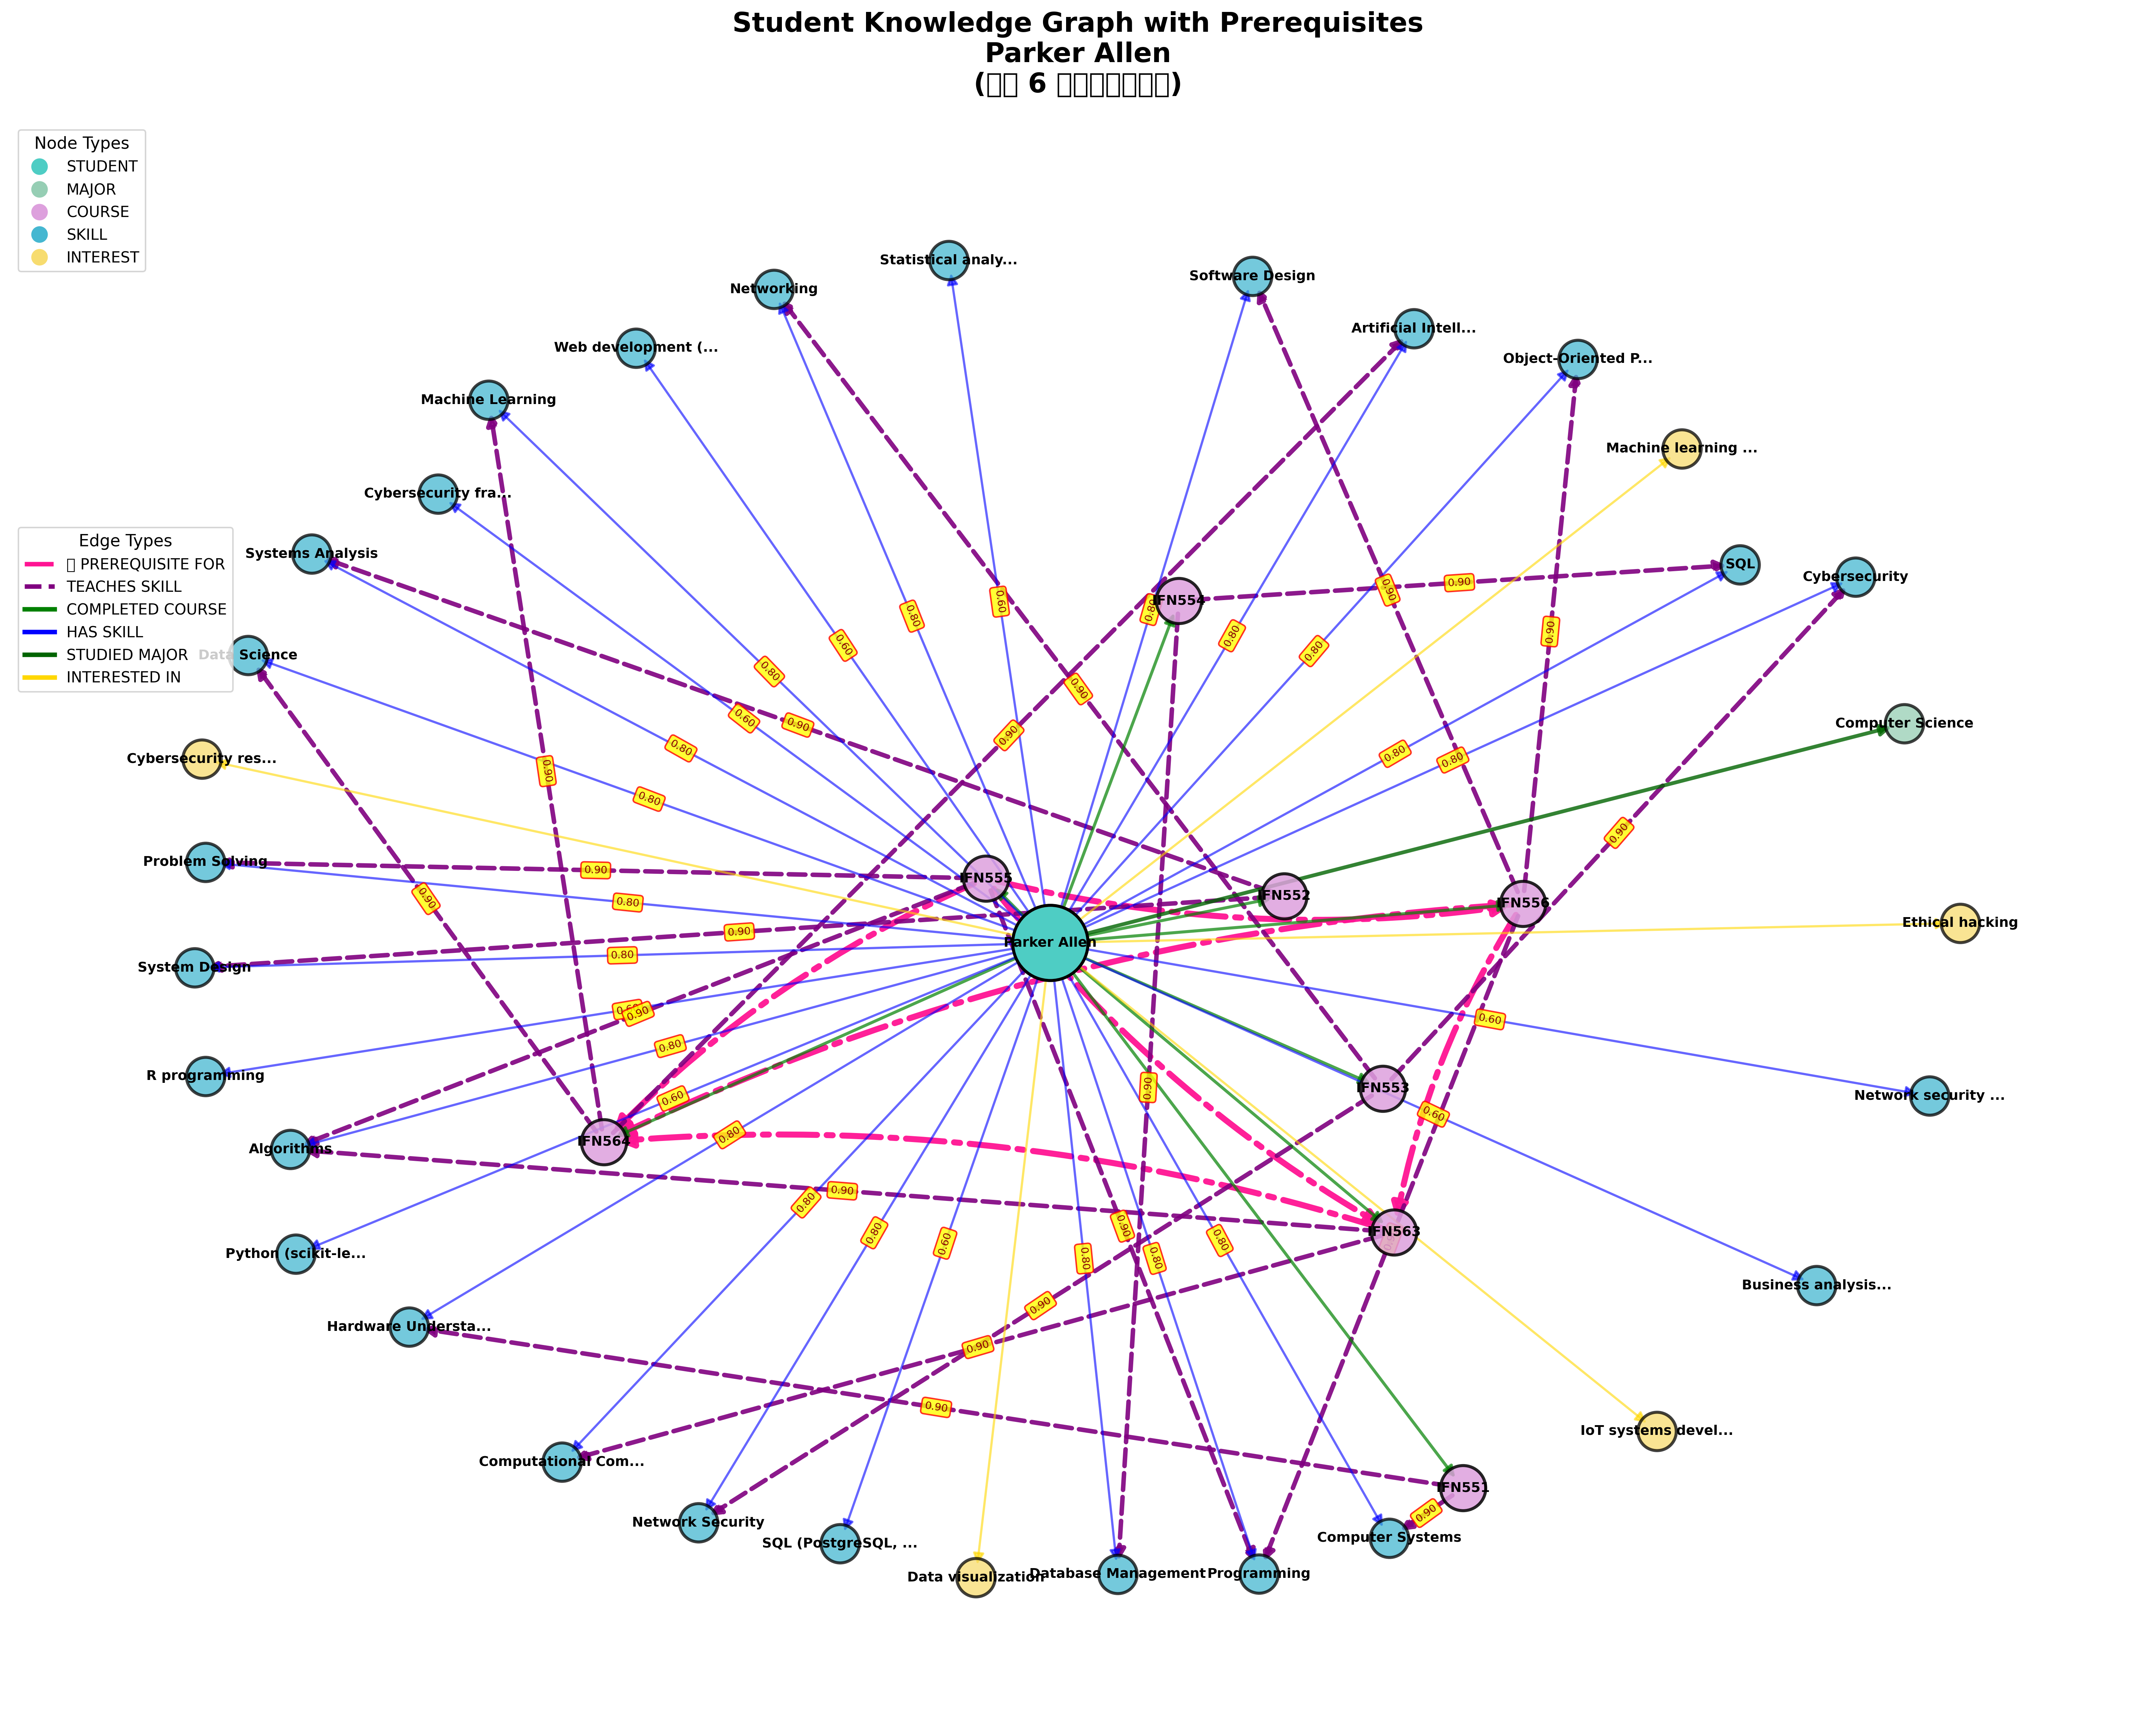 Student Knowledge Graph with Prerequisites
Parker Allen
(▯▯ 6 ▯▯▯▯▯▯▯)
Node Types
STUDENT
MAJOR
COURSE
SKILL
INTEREST
Edge Types
▯ PREREQUISITE FOR
TEACHES SKILL
COMPLETED COURSE
HAS SKILL
STUDIED MAJOR
INTERESTED IN
Statistical analy...
Software Design
Networking
Artificial Intell...
Web development (...
Object-Oriented P...
Machine Learning
Machine learning ...
Cybersecurity fra...
Systems Analysis
SQL
Cybersecurity
0.90
0.90
0.60
0.80
IFN554
0.80
0.90
0.80
0.60
0.80
Data Science
0.80
0.90
0.60
0.90
0.90
Computer Science
0.80
0.80
0.80
Cybersecurity res...
0.90
0.80
0.90
Problem Solving
0.90
IFN555
IFN552
0.90
0.80
IFN556
Ethical hacking
0.90
Parker Allen
0.80
System Design
0.60
0.90
0.60
0.80
R programming
0.90
IFN553
Network security ...
0.60
0.60
0.80
IFN564
Algorithms
0.90
0.80
0.90
IFN563
0.80
0.80
0.60
0.80
0.80
Python (scikit-le...
Business analysis...
0.90
Hardware Understa...
0.90
0.90
IoT systems devel...
Computational Com...
IFN551
0.90
Network Security
SQL (PostgreSQL, ...
Computer Systems
Data visualization
Database Management
Programming